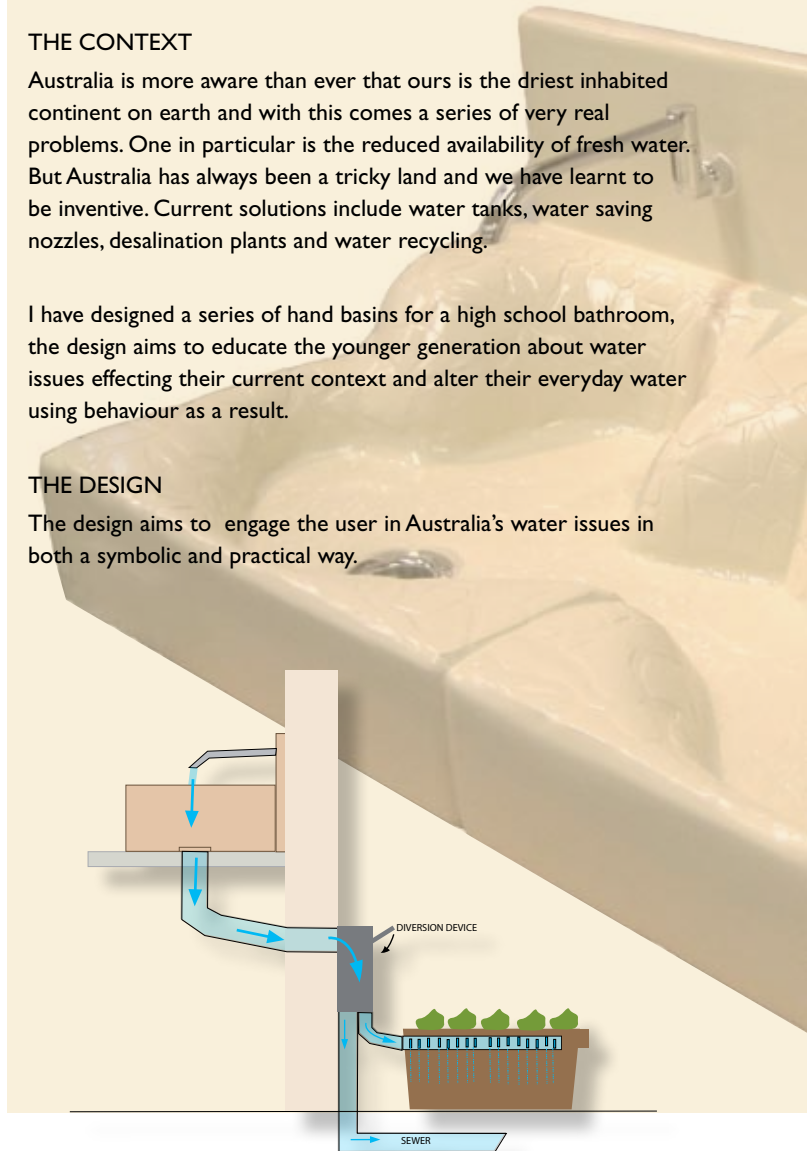 THE CONTEXT
Australia is more aware than ever that ours is the driest inhabited
continent on earth and with this comes a series of very real
problems. One in particular is the reduced availability of fresh water.
But Australia has always been a tricky land and we have learnt to
be inventive. Current solutions include water tanks, water saving
nozzles, desalination plants and water recycling.
I have designed a series of hand basins for a high school bathroom,
the design aims to educate the younger generation about water
issues effecting their current context and alter their everyday water
using behaviour as a result.
THE DESIGN
The design aims to  engage the user in Australia’s water issues in
both a symbolic and practical way.
DIVERSION DEVICE
SEWER